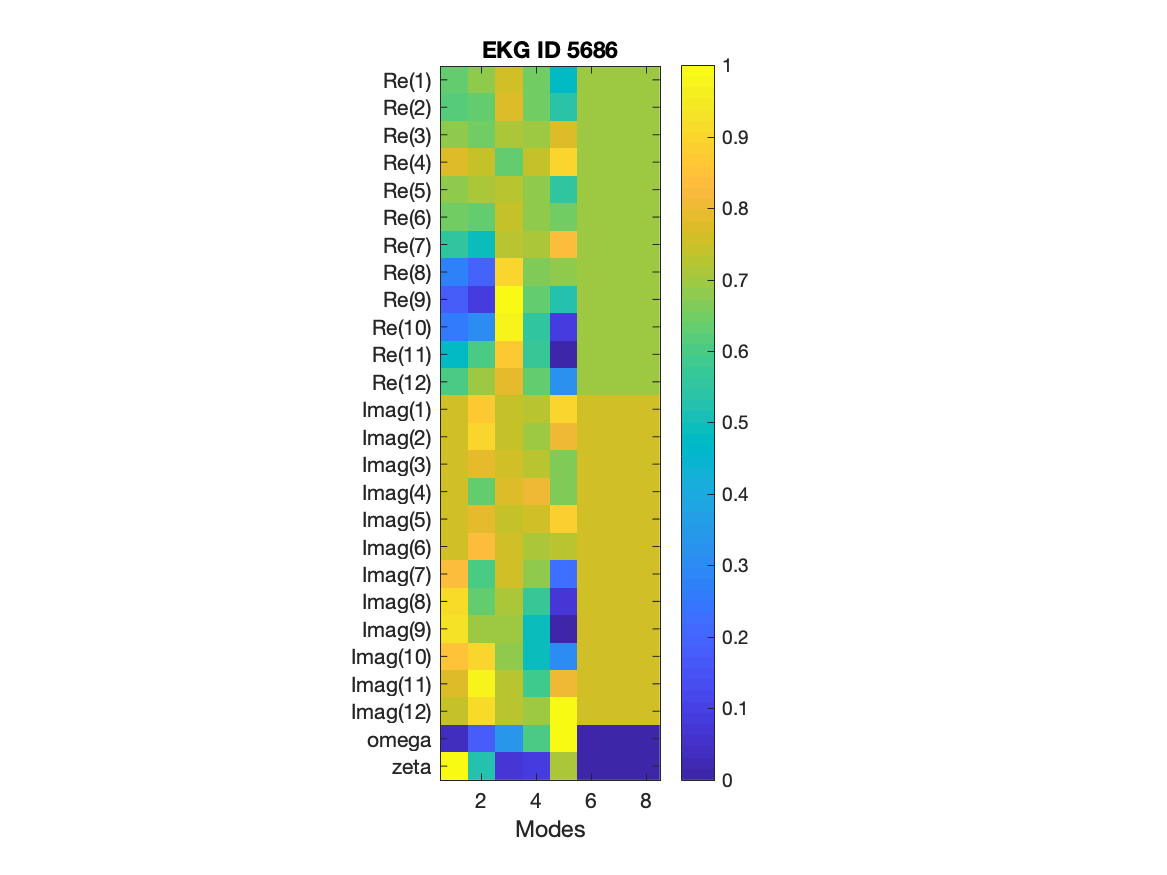 EKG ID 5686
Re(1)
Re(2)
Re(3)
Re(4)
Re(5)
Re(6)
Re(7)
Re(8)
Re(9)
Re(10)
Re(11)
Re(12)
Imag(1)
Imag(2)
Imag(3)
Imag(4)
Imag(5)
Imag(6)
Imag(7)
Imag(8)
Imag(9)
Imag(10)
Imag(11)
Imag(12)
omega
zeta
2 4 6 8
Modes
1
0.9
0.8
0.7
0.6
0.5
0.4
0.3
0.2
0.1
0